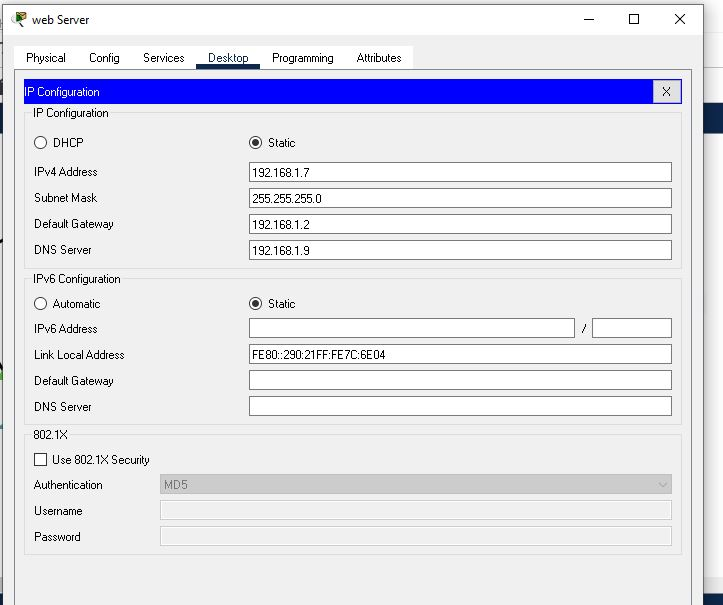 web Server
Physical Config Services Desktop Programming Attributes
IP Configuration X
IP Configuration
DHCP Static
IPv4 Address 192.168.1.7
Subnet Mask 255.255.255.0
Default Gateway 192.168.1.2
DNS Server 192.168.1.9
IPv6 Configuration
Automatic Static
IPv6 Address /
Link Local Address FE80::290:21FF:FE7C:6E04
Default Gateway
DNS Server
802.1X
Use 802.1X Security
Authentication MD5
Username
Password